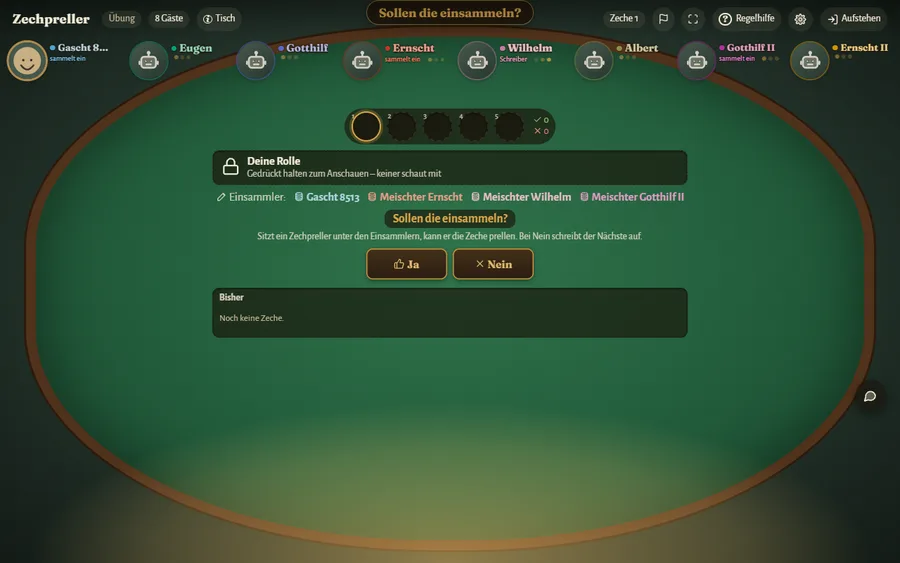 Zechpreller Übung 8 Gäste Tisch Sollen die einsammeln? Zeche 1 Regelhilfe Aufstehen
Gascht 8... Eugen Gotthilf Ernscht Wilhelm Albert Gotthilf II Ernscht II
sammelt ein sammelt ein Schreiber sammelt ein
1 2 3 4 5 0
0
Deine Rolle
Gedrückt halten zum Anschauen – keiner schaut mit
Einsammler: Gascht 8513 Meischter Ernscht Meischter Wilhelm Meischter Gotthilf II
Sollen die einsammeln?
Sitzt ein Zechpreller unter den Einsammlern, kann er die Zeche prellen. Bei Nein schreibt der Nächste auf.
Ja Nein
Bisher
Noch keine Zeche.